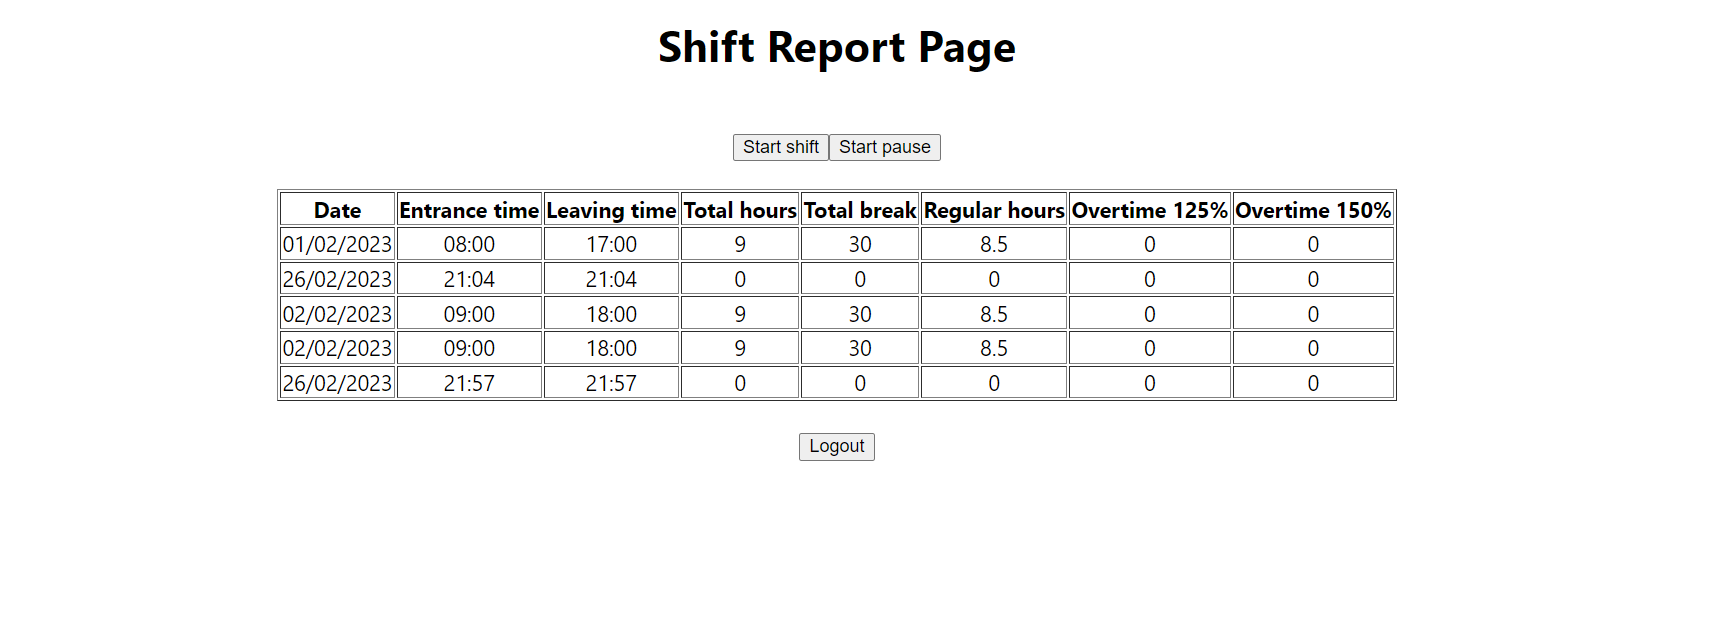 Shift Report Page
Start shift Start pause
Date Entrance time Leaving time Total hours Total break Regular hours Overtime 125% Overtime 150%
01/02/2023 08:00 17:00 9 30 8.5 0 0
26/02/2023 21:04 21:04 0 0 0 0 0
02/02/2023 09:00 18:00 9 30 8.5 0 0
02/02/2023 09:00 18:00 9 30 8.5 0 0
26/02/2023 21:57 21:57 0 0 0 0 0
Logout